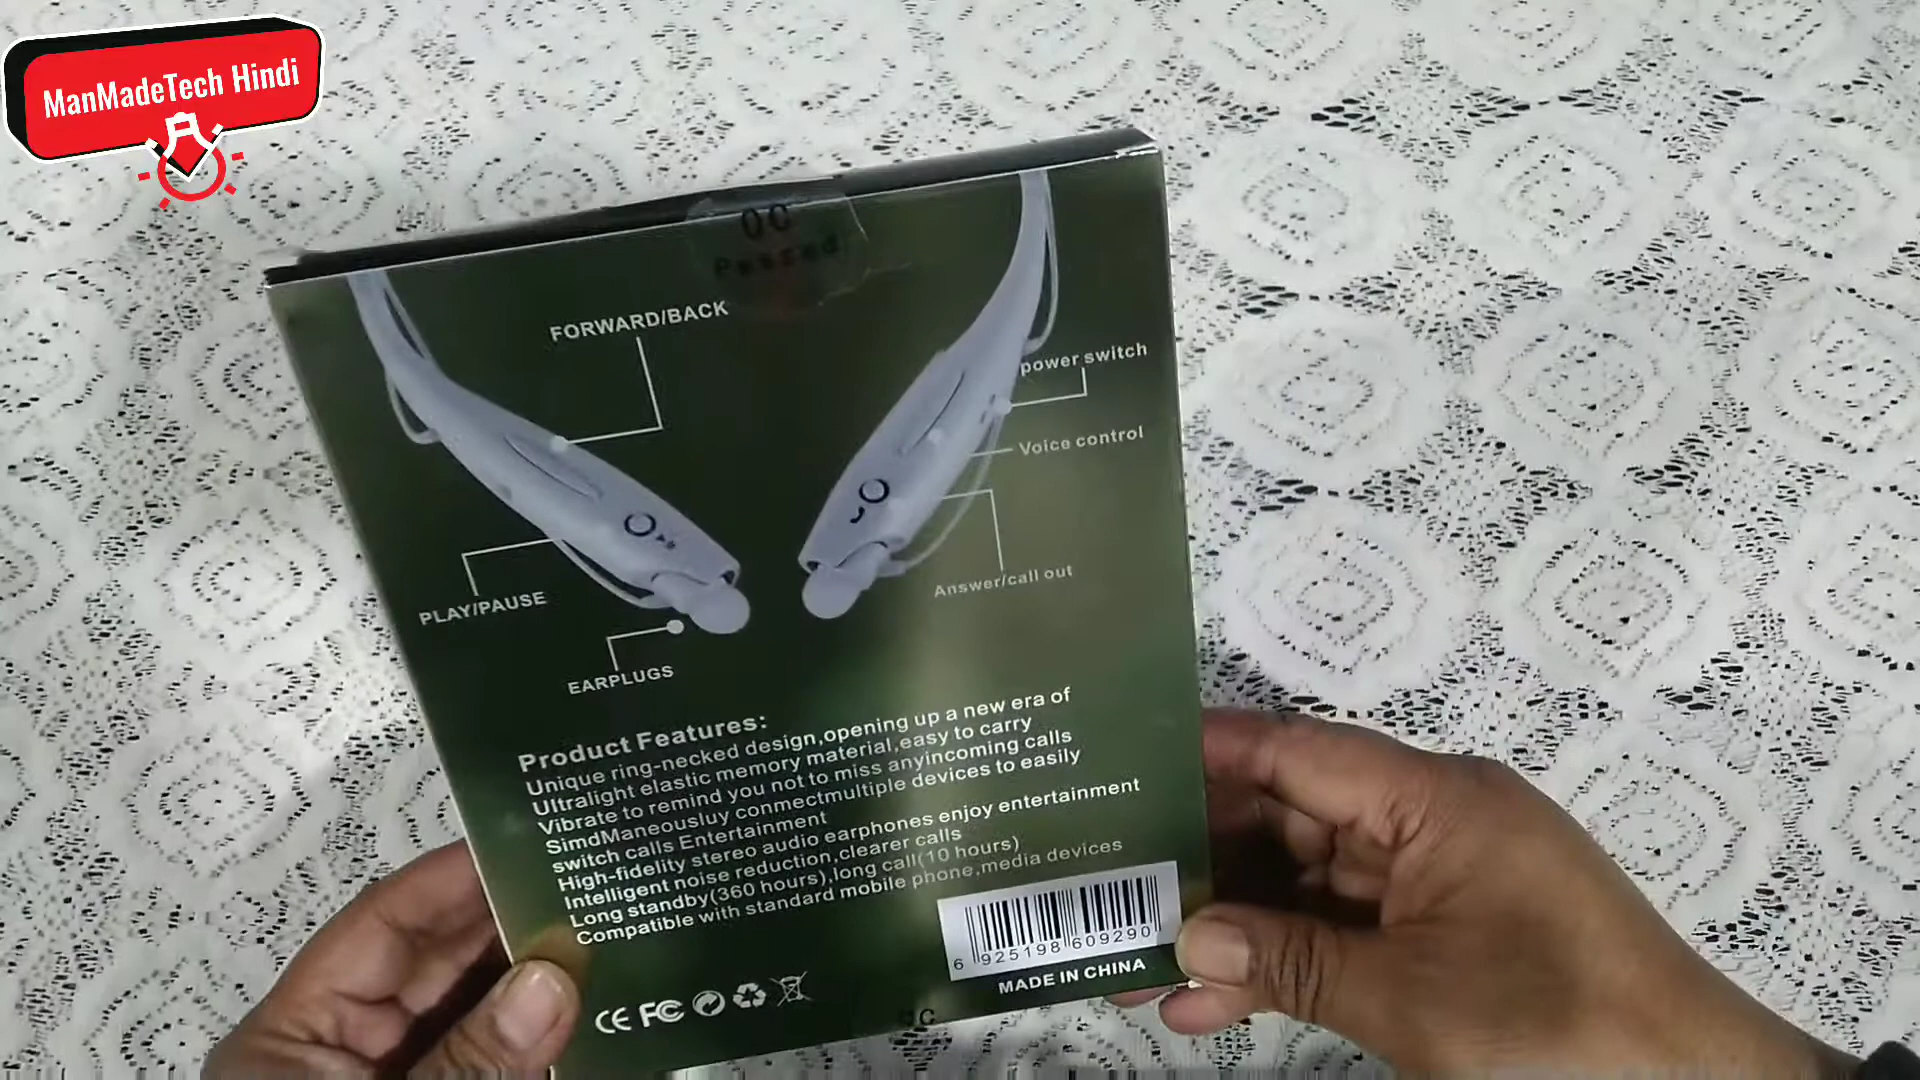 ManMadeTech Hindi
Passed
FORWARD/BACK
power switch
Voice control
Answer/call out
PLAY/PAUSE
EARPLUGS
Product Features:
Unique ring-necked design,opening up a new era of
Ultralight elastic memory material,easy to carry
Vibrate to remind you not to miss anyincoming calls
SimdManeousluy conmectmultiple devices to easily
switch calls Entertainment
High-fidelity stereo audio earphones enjoy entertainment
Intelligent noise reduction,clearer calls
Long standby(360 hours),long call(10 hours)
Compatible with standard mobile phone,media devices
6 925198 609290
MADE IN CHINA
CE FC